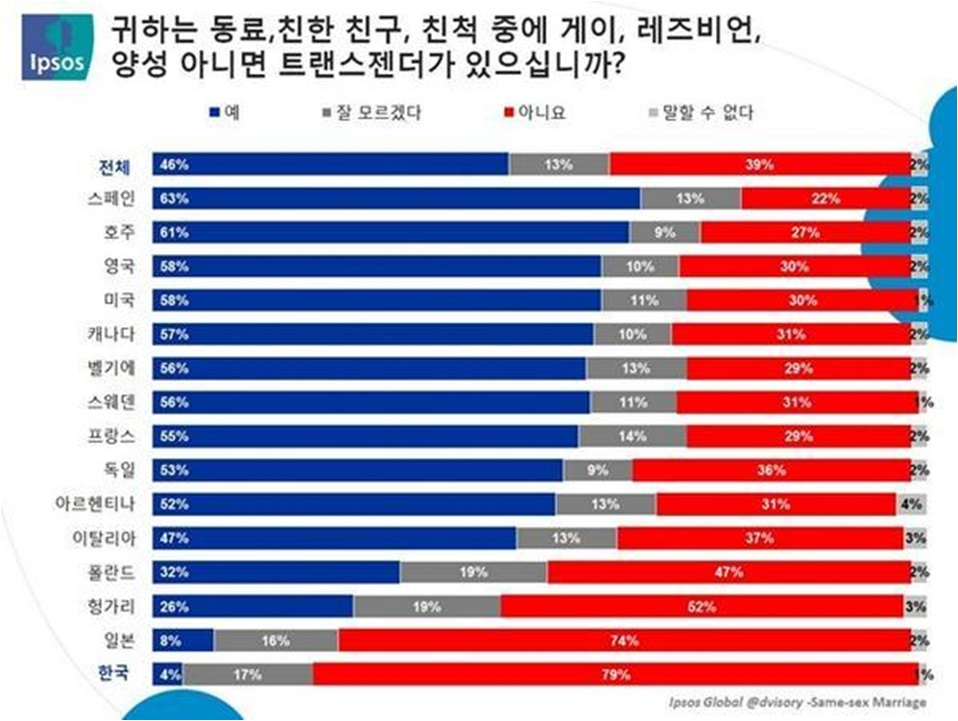 Ipsos
귀하는 동료,친한 친구, 친척 중에 게이, 레즈비언,
양성 아니면 트랜스젠더가 있으십니까?
예 잘 모르겠다 아니요 말할 수 없다
전체 46% 13% 39% 2%
스페인 63% 13% 22% 2%
호주 61% 9% 27% 2%
영국 58% 10% 30% 2%
미국 58% 11% 30% 1%
캐나다 57% 10% 31% 2%
벨기에 56% 13% 29% 2%
스웨덴 56% 11% 31% 1%
프랑스 55% 14% 29% 2%
독일 53% 9% 36% 2%
아르헨티나 52% 13% 31% 4%
이탈리아 47% 13% 37% 3%
폴란드 32% 19% 47% 2%
헝가리 26% 19% 52% 3%
일본 8% 16% 74% 2%
한국 4% 17% 79% 1%
Ipsos Global @dvisory -Same-sex Marriage